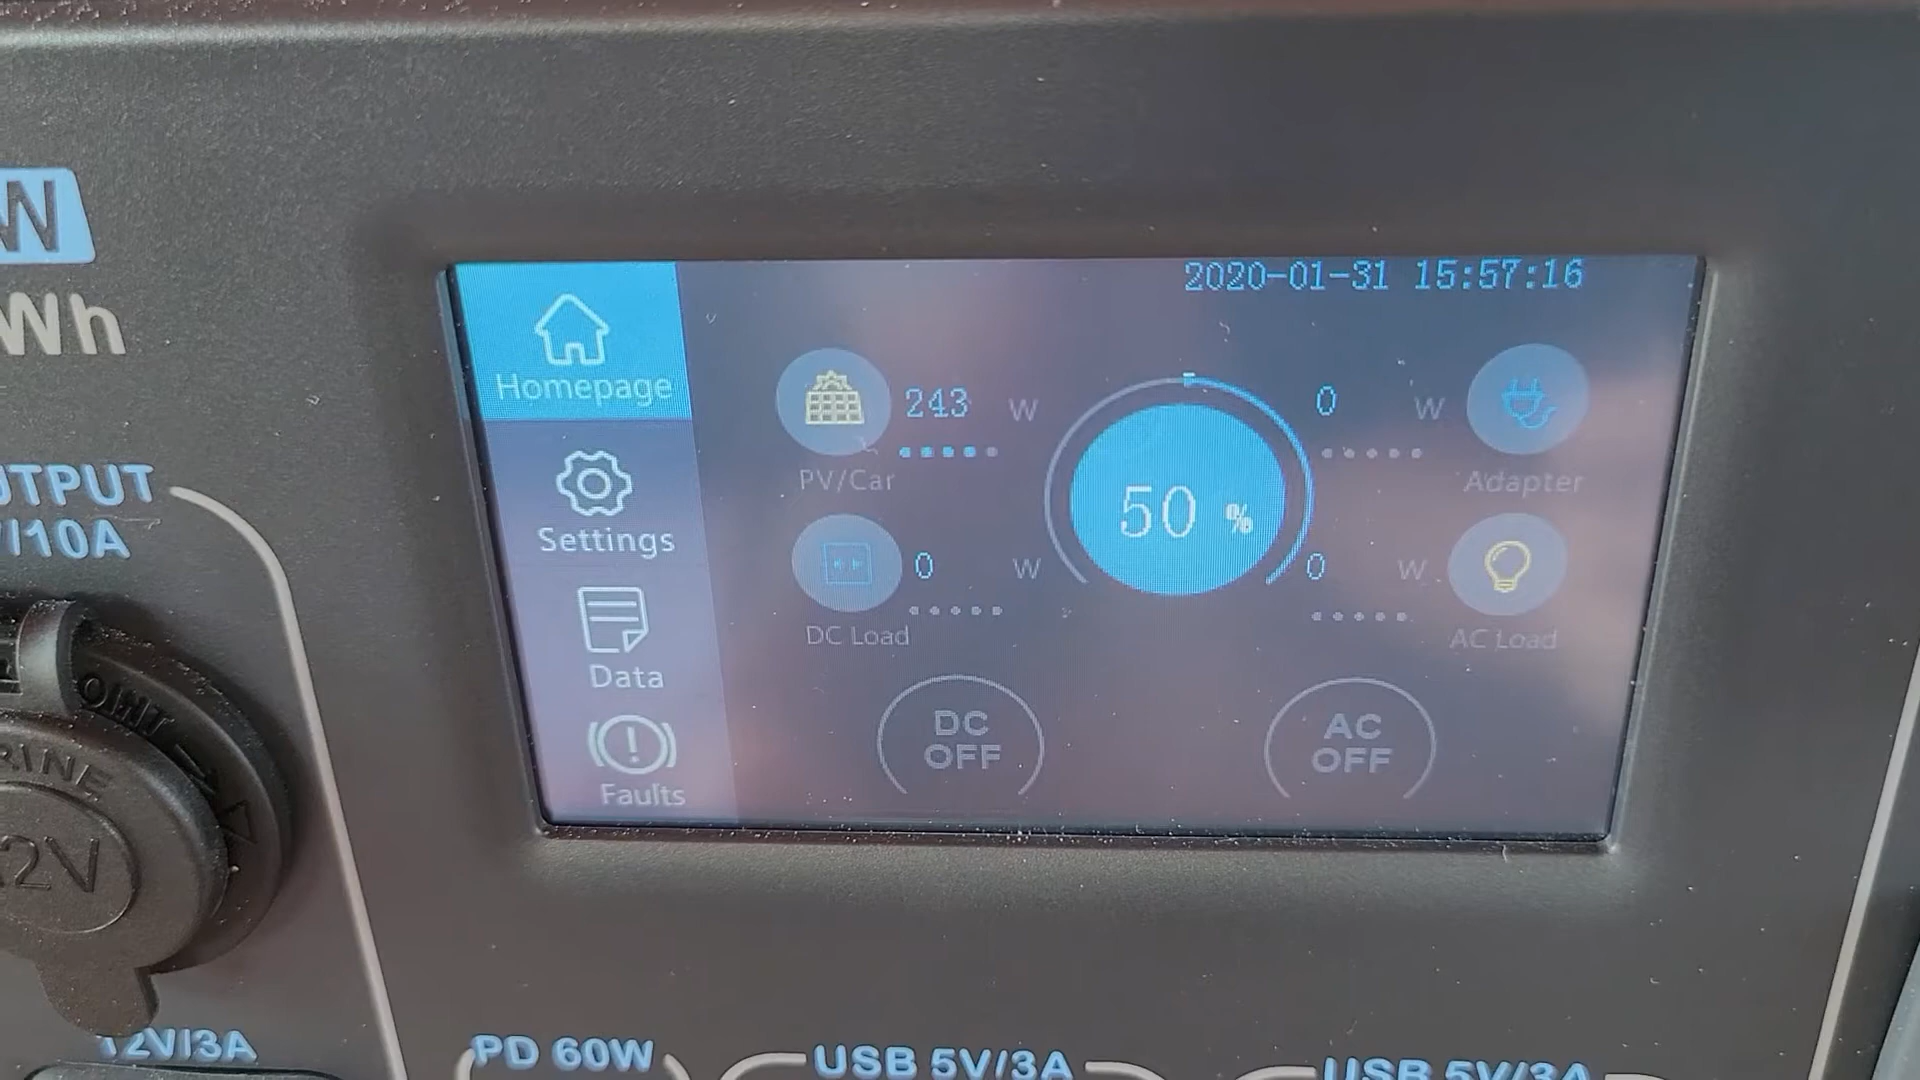 Wh
OUTPUT
/10A
12V
12V/3A
2020-01-31 15:57:16
Homepage
Settings
Data
Faults
243 W
PV/Car
0 W
DC Load
50 %
0 W
Adapter
0 W
AC Load
DC
OFF
AC
OFF
PD 60W
USB 5V/3A
USB 5V/3A